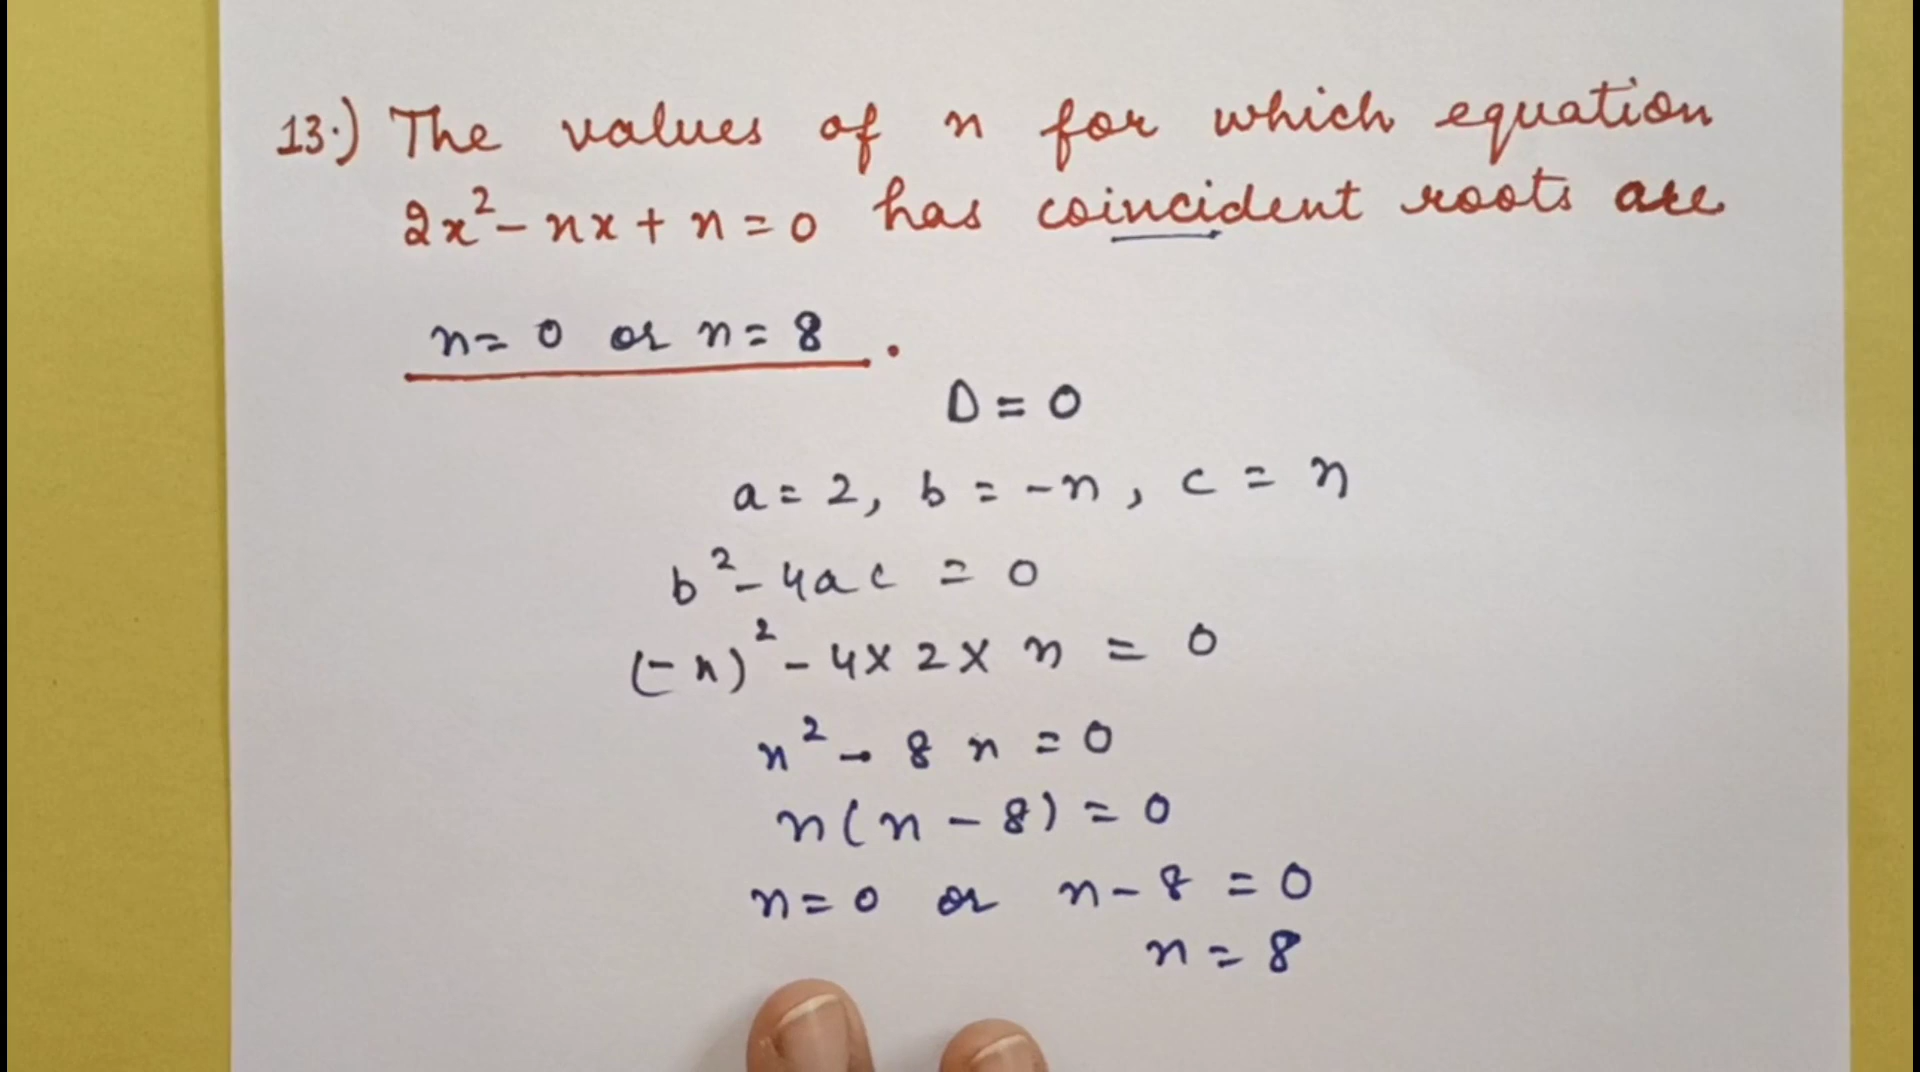 13.) The values of n for which equation
2x² - nx + n = 0 has coincident roots are
n = 0 or n = 8 .
D = 0
a = 2, b = -n, c = n
b² - 4ac = 0
(-n)² - 4 x 2 x n = 0
n² - 8 n = 0
n(n - 8) = 0
n = 0 or n - 8 = 0
n = 8